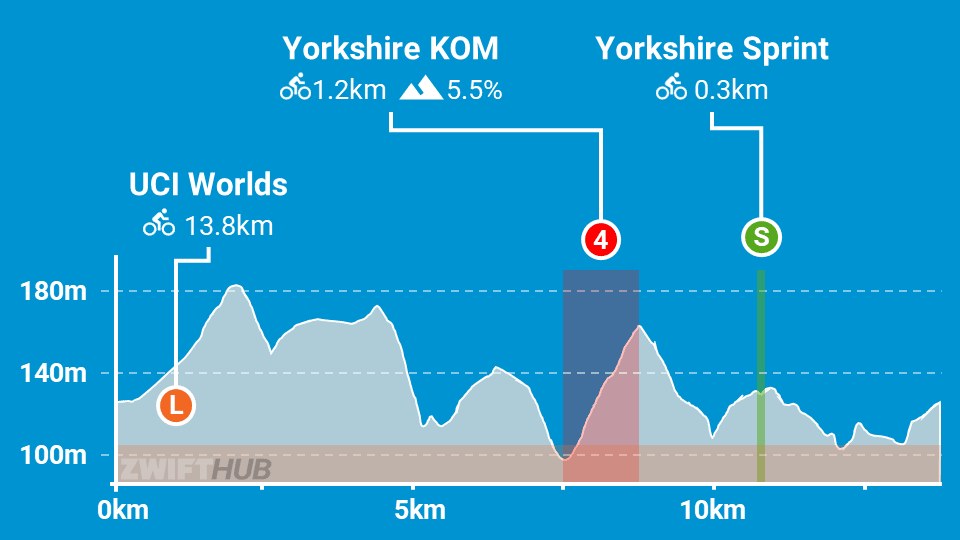 Yorkshire KOM
1.2km 5.5%
Yorkshire Sprint
0.3km
UCI Worlds
13.8km
4
S
180m
140m
L
100m
ZWIFTHUB
0km
5km
10km